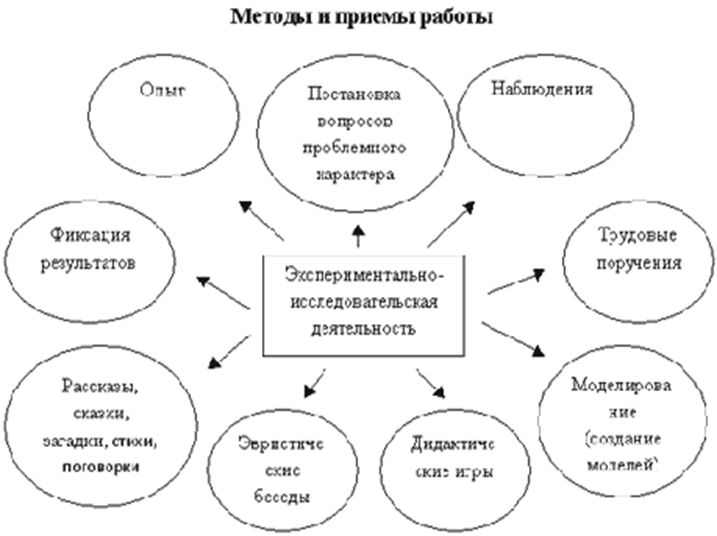 Методы и приемы работы
Опыт
Постановка
вопросов
проблемного
характера
Наблюдения
Фиксация
результатов
Экспериментально-
исследовательская
деятельность
Трудовые
поручения
Рассказы,
сказки,
загадки, стихи,
поговорки
Эвристиче
ские
беседы
Дидактиче
ские игры
Моделирова
ние
(создание
моделей)